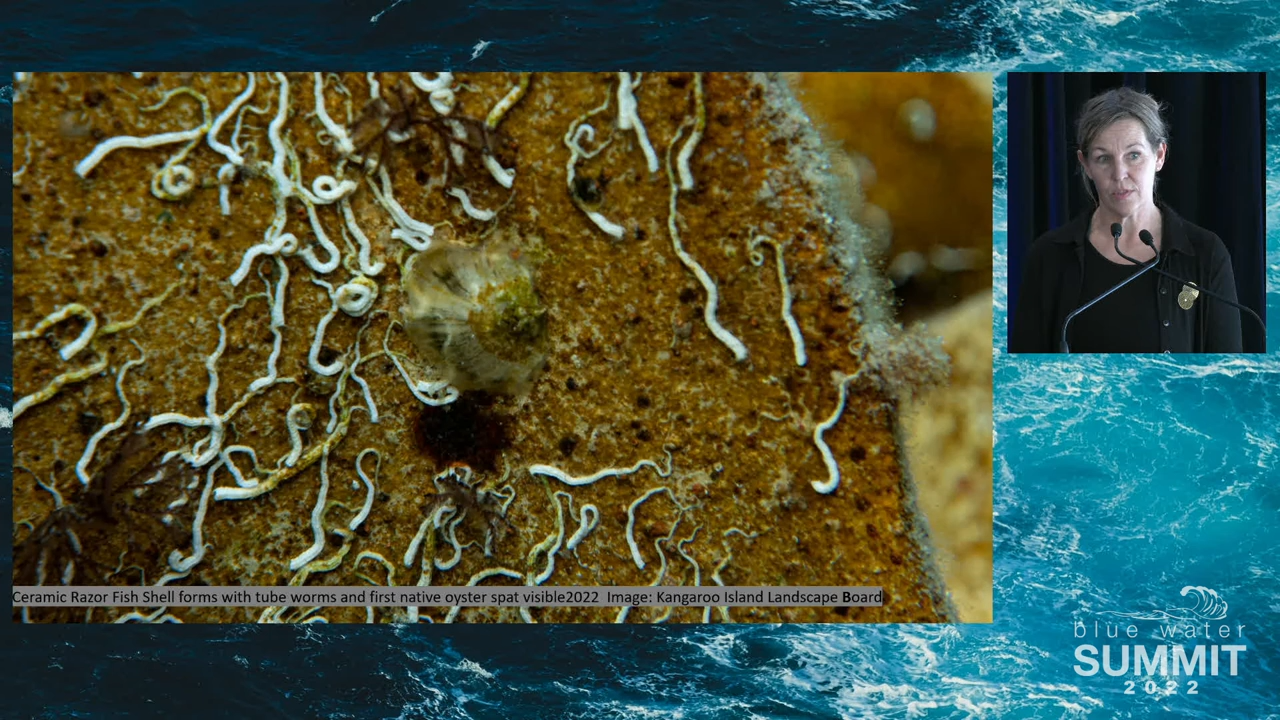 Ceramic Razor Fish Shell forms with tube worms and first native oyster spat visible2022 Image: Kangaroo Island Landscape Board
blue water
SUMMIT
2022